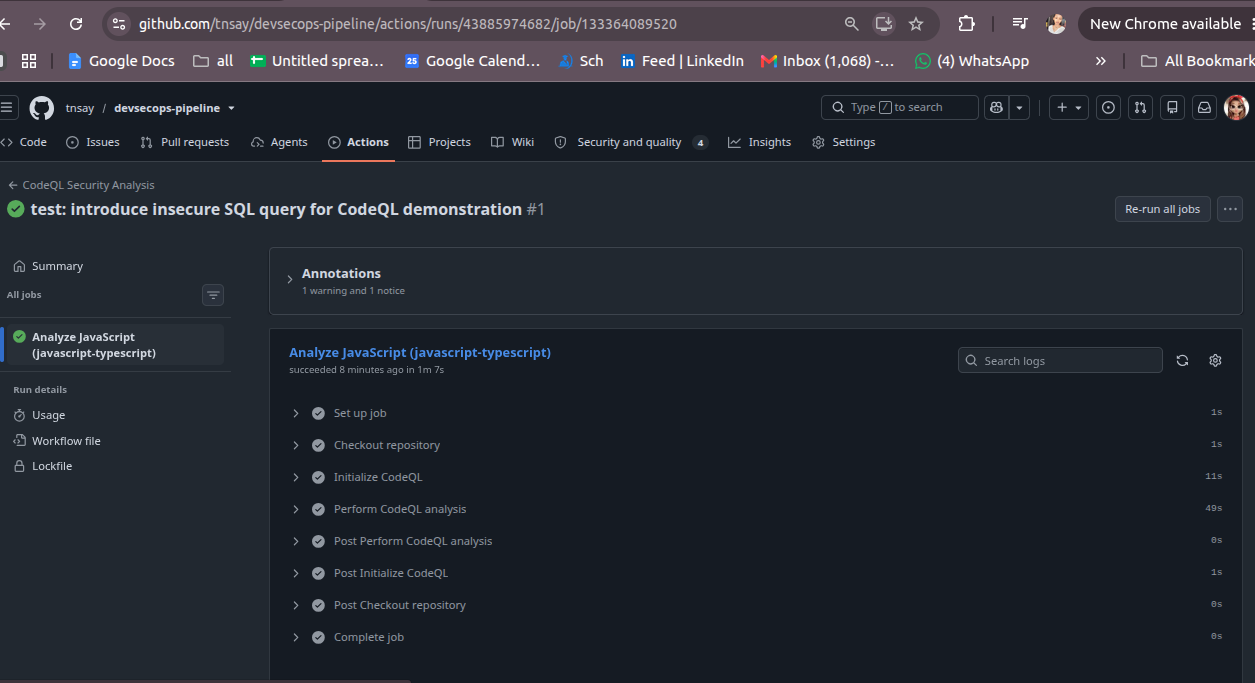 github.com/tnsay/devsecops-pipeline/actions/runs/43885974682/job/133364089520
New Chrome available
Google Docs
all
Untitled sprea...
25
Google Calend...
Sch
in
Feed | LinkedIn
Inbox (1,068) -...
(4) WhatsApp
»
All Bookmark
tnsay / devsecops-pipeline
Type / to search
Code
Issues
Pull requests
Agents
Actions
Projects
Wiki
Security and quality 4
Insights
Settings
CodeQL Security Analysis
test: introduce insecure SQL query for CodeQL demonstration #1
Re-run all jobs
Summary
All jobs
Analyze JavaScript
(javascript-typescript)
Run details
Usage
Workflow file
Lockfile
Annotations
1 warning and 1 notice
Analyze JavaScript (javascript-typescript)
succeeded 8 minutes ago in 1m 7s
Search logs
Set up job 1s
Checkout repository 1s
Initialize CodeQL 11s
Perform CodeQL analysis 49s
Post Perform CodeQL analysis 0s
Post Initialize CodeQL 1s
Post Checkout repository 0s
Complete job 0s